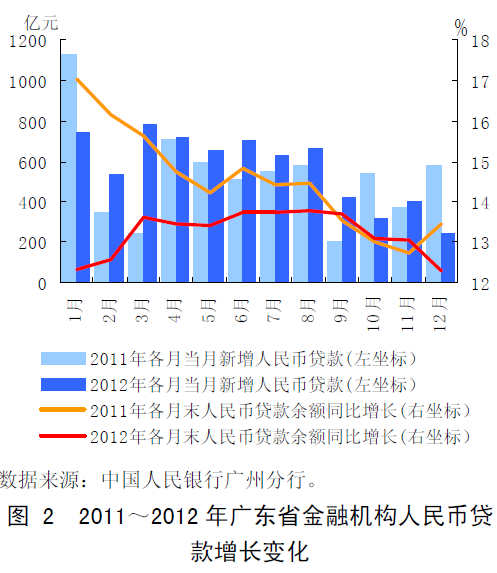 亿元 %
1200 18
1000 17
800 16
600 15
400 14
200 13
0 12
1月 2月 3月 4月 5月 6月 7月 8月 9月 10月 11月 12月
2011年各月当月新增人民币贷款(左坐标)
2012年各月当月新增人民币贷款(左坐标)
2011年各月末人民币贷款余额同比增长(右坐标)
2012年各月末人民币贷款余额同比增长(右坐标)
数据来源：中国人民银行广州分行。
图 2 2011～2012 年广东省金融机构人民币贷
款增长变化